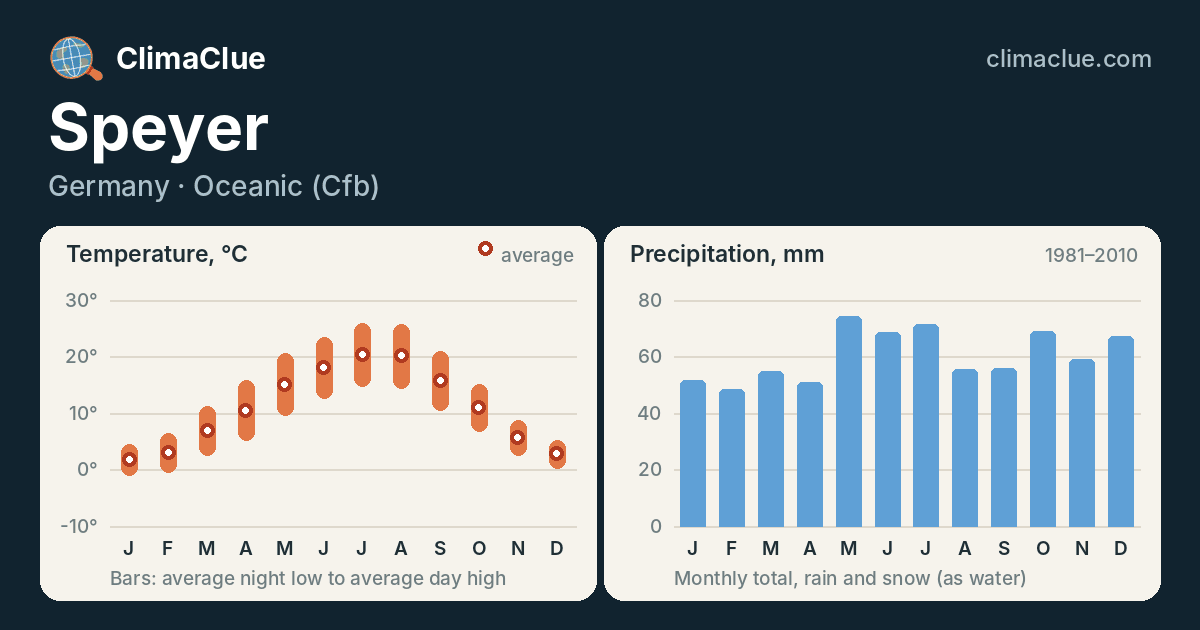 ClimaClue
climaclue.com
Speyer
Germany · Oceanic (Cfb)
Temperature, °C
average
30°
20°
10°
0°
-10°
J F M A M J J A S O N D
Bars: average night low to average day high
Precipitation, mm
1981–2010
80
60
40
20
0
J F M A M J J A S O N D
Monthly total, rain and snow (as water)